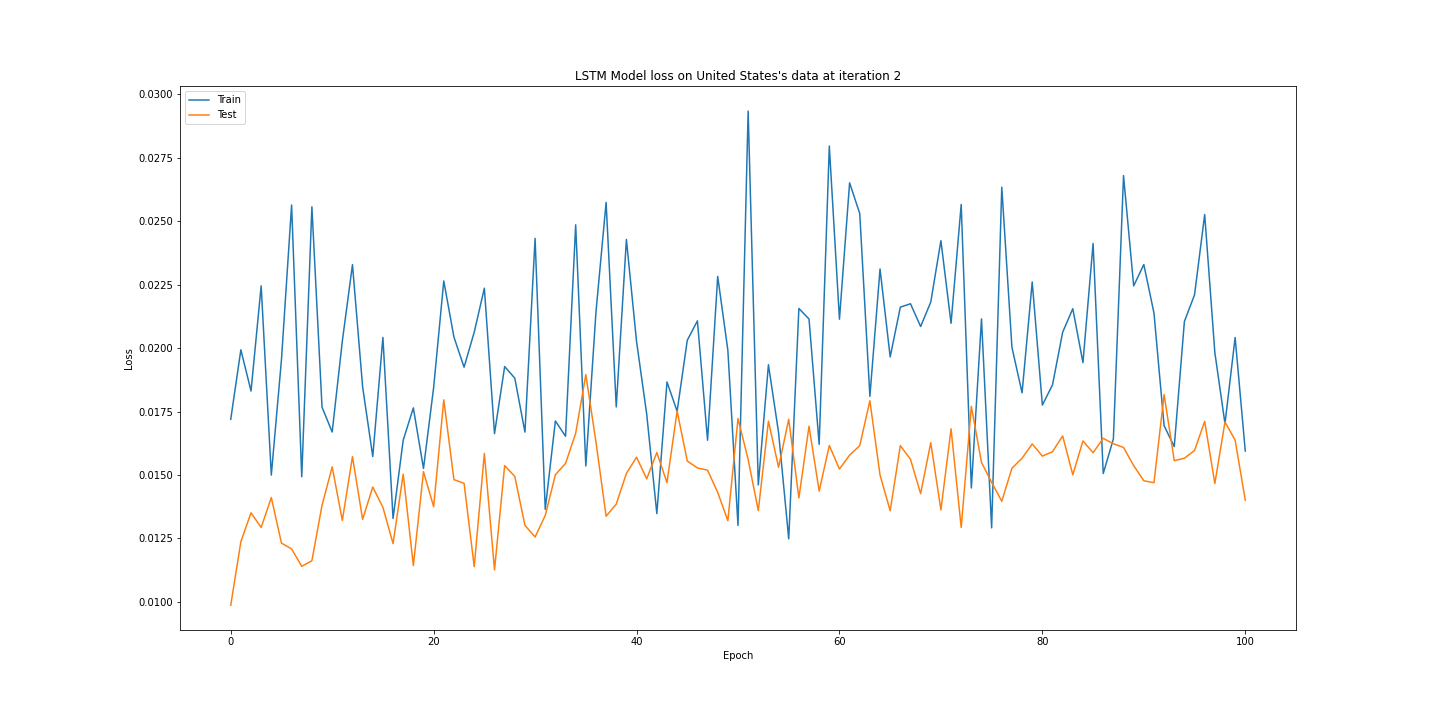 LSTM Model loss on United States's data at iteration 2
Train
Test
0.0300
0.0275
0.0250
0.0225
0.0200
0.0175
0.0150
0.0125
0.0100
Loss
0 20 40 60 80 100
Epoch